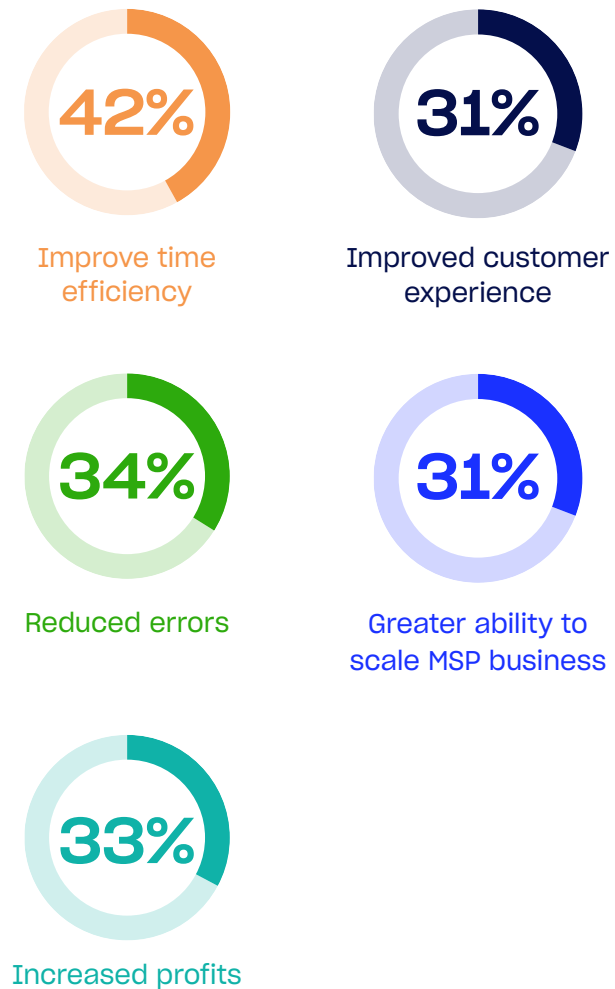 42%
Improve time
efficiency
31%
Improved customer
experience
34%
Reduced errors
31%
Greater ability to
scale MSP business
33%
Increased profits